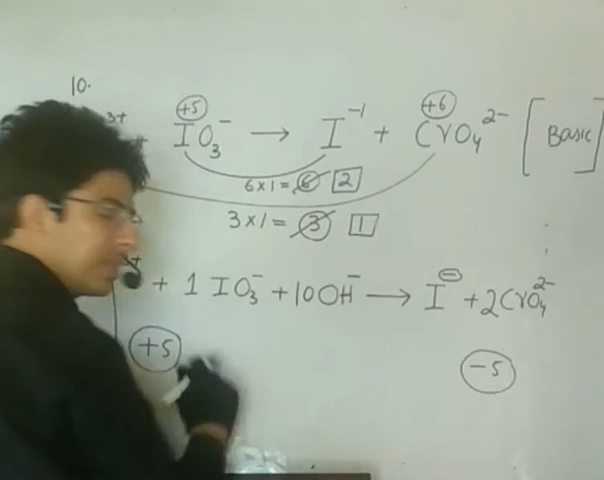 10.
3+ +5 +6
+ IO₃⁻ → I⁻¹ + CrO₄²⁻ [Basic]
6 x 1 = 6 2
3 x 1 = 3 1
+ + 1 IO₃⁻ + 10OH⁻ → I⁻ + 2CrO₄²⁻
+5 -5